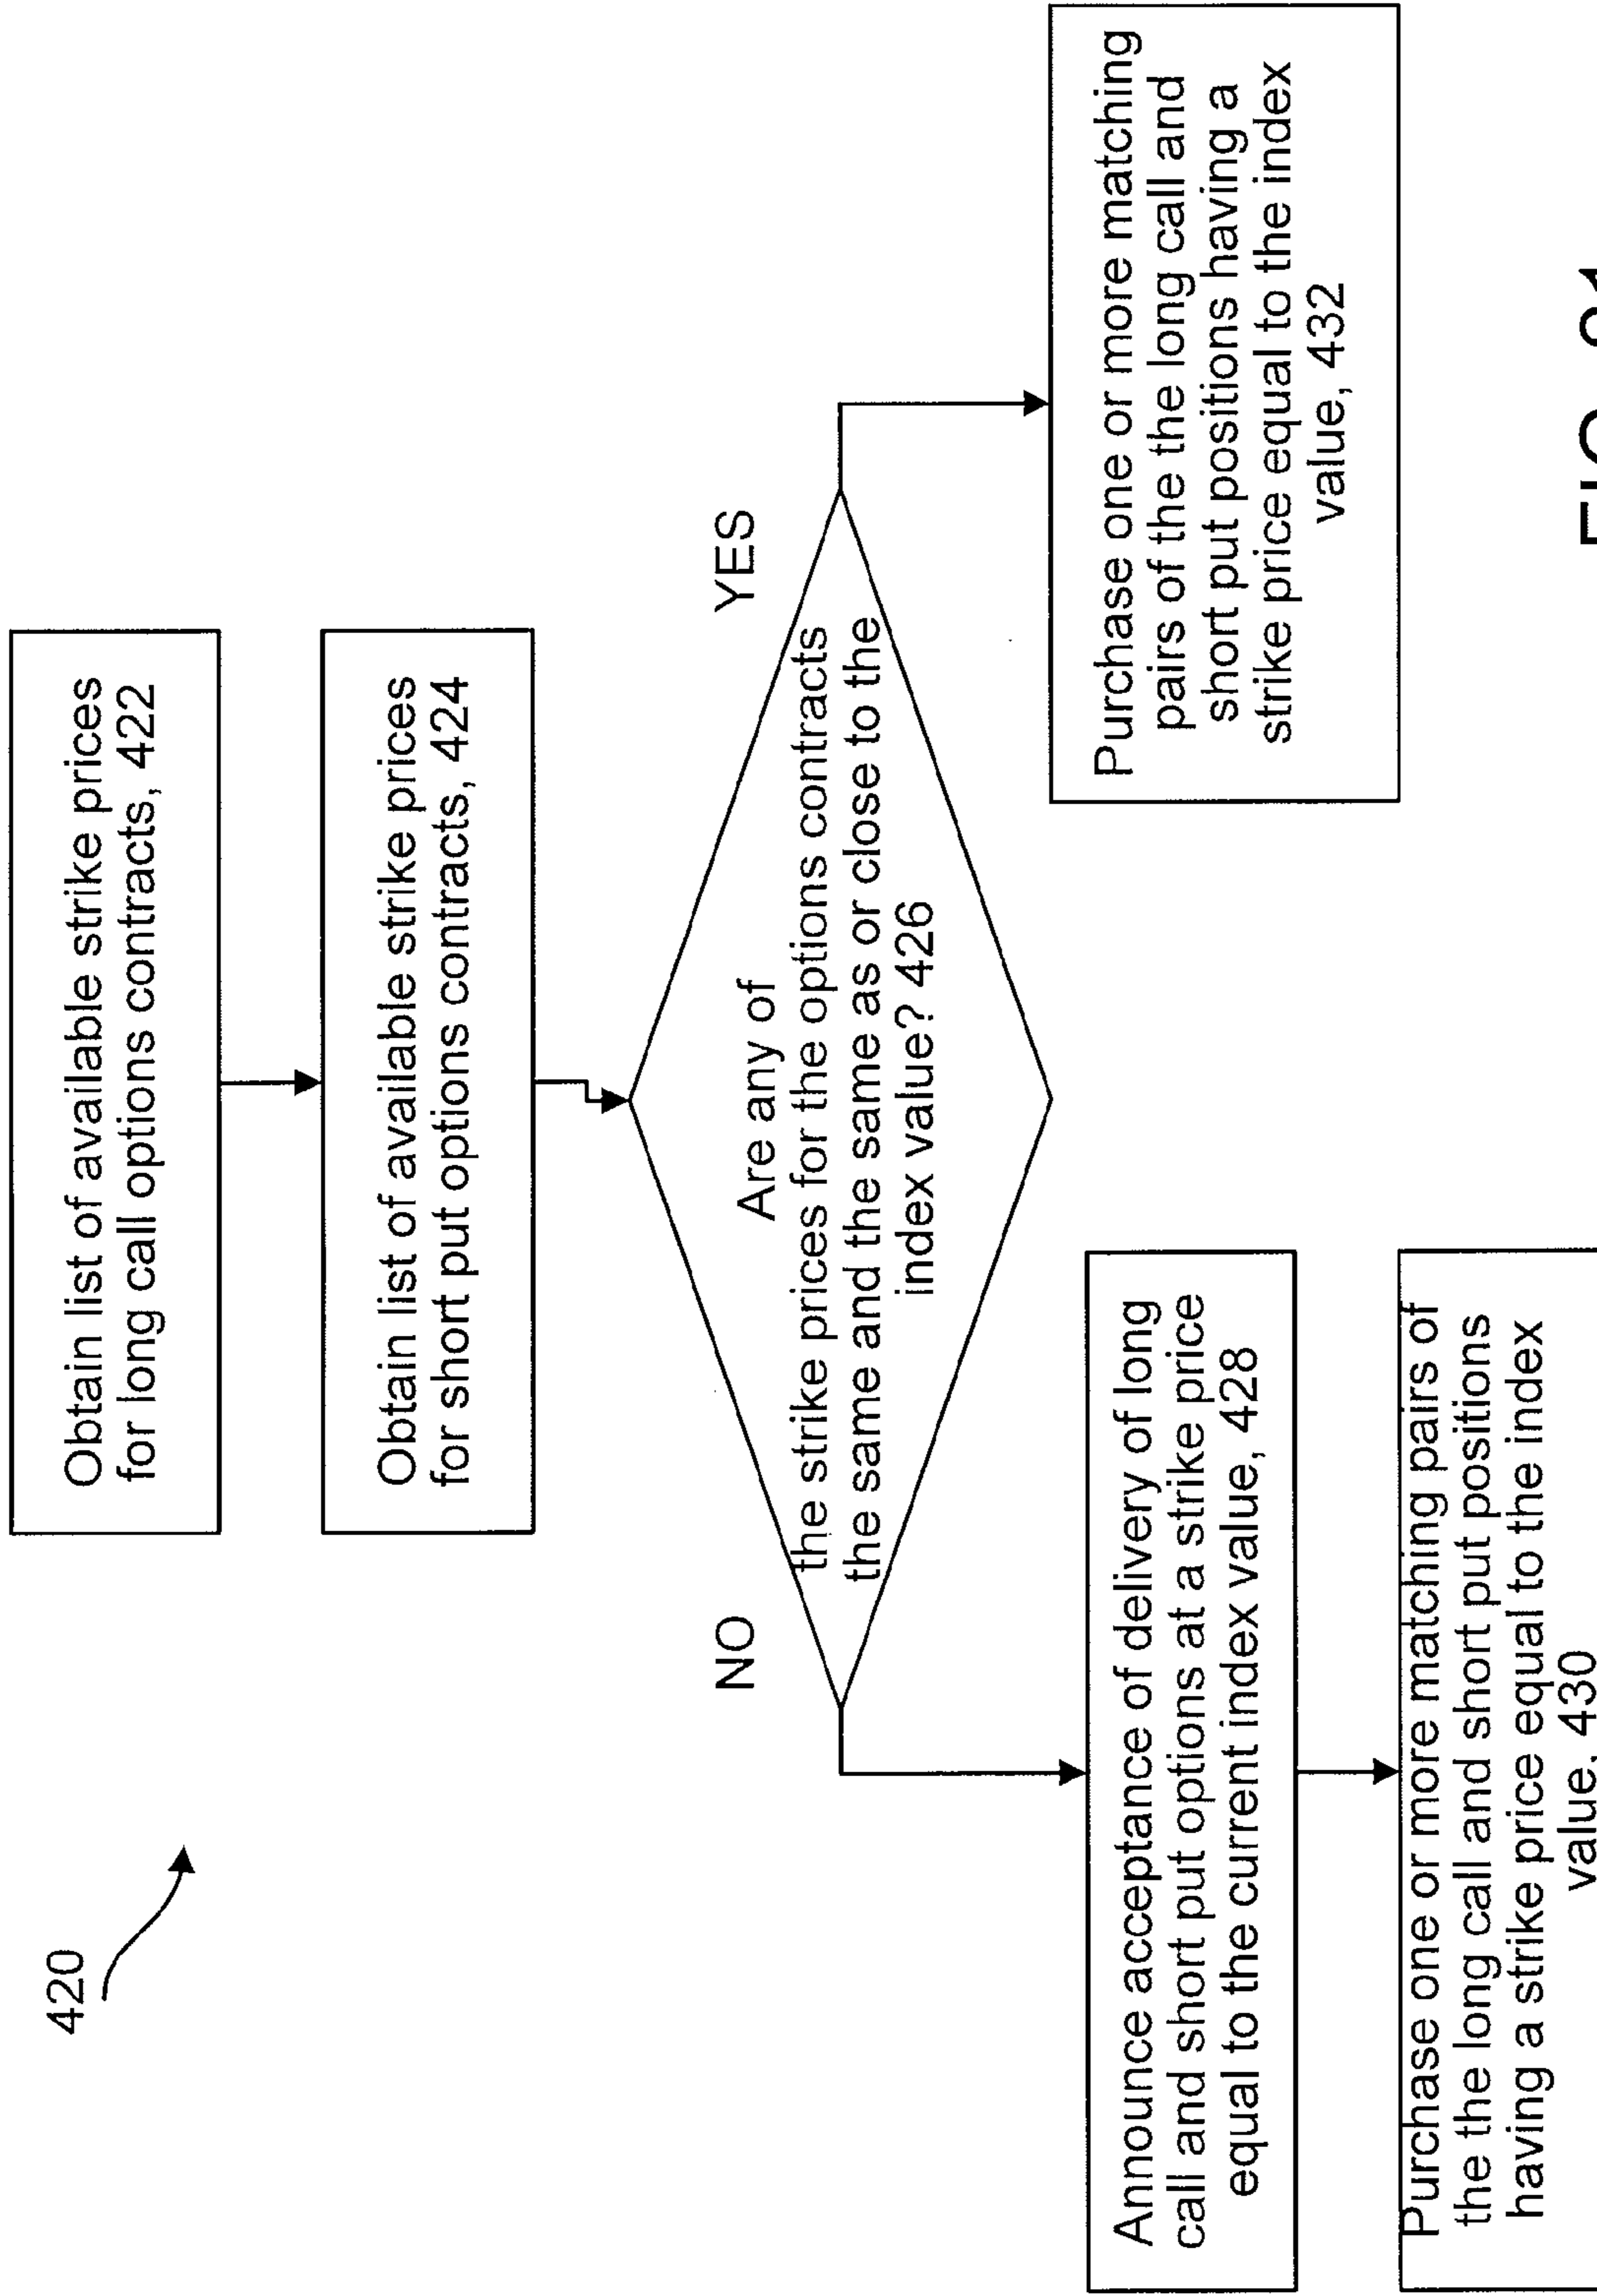 420
Obtain list of available strike prices
for long call options contracts, 422
Obtain list of available strike prices
for short put options contracts, 424
Are any of
the strike prices for the options contracts
the same and the same as or close to the
index value? 426
NO
YES
Announce acceptance of delivery of long
call and short put options at a strike price
equal to the current index value, 428
Purchase one or more matching pairs of
the the long call and short put positions
having a strike price equal to the index
value, 430
Purchase one or more matching
pairs of the the long call and
short put positions having a
strike price equal to the index
value, 432